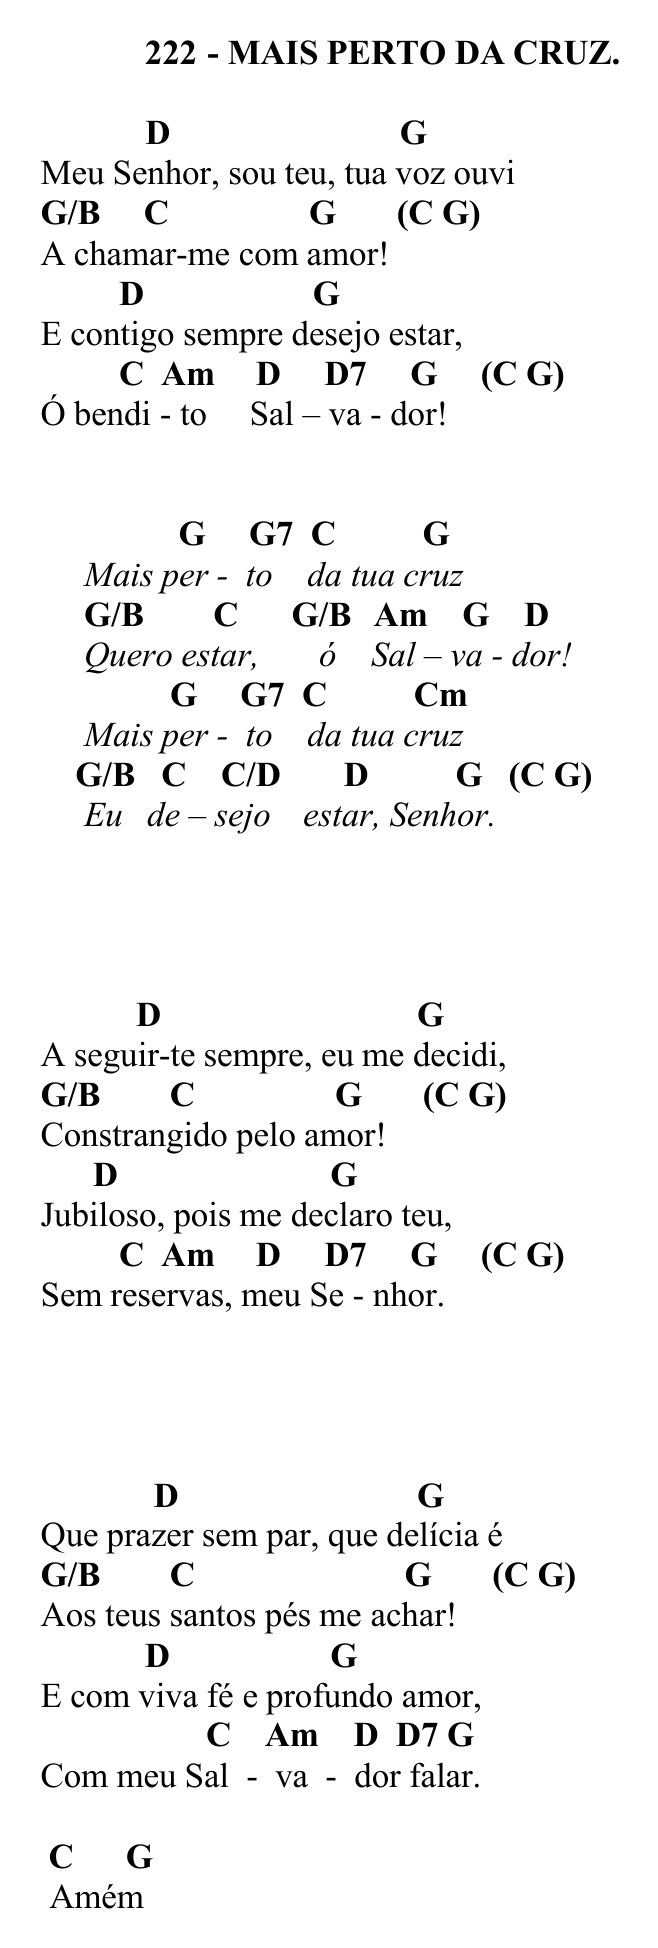 222 - MAIS PERTO DA CRUZ.
D G
Meu Senhor, sou teu, tua voz ouvi
G/B C G (C G)
A chamar-me com amor!
D G
E contigo sempre desejo estar,
C Am D D7 G (C G)
Ó bendi - to Sal – va - dor!
G G7 C G
Mais per - to da tua cruz
G/B C G/B Am G D
Quero estar, ó Sal – va - dor!
G G7 C Cm
Mais per - to da tua cruz
G/B C C/D D G (C G)
Eu de – sejo estar, Senhor.
D G
A seguir-te sempre, eu me decidi,
G/B C G (C G)
Constrangido pelo amor!
D G
Jubiloso, pois me declaro teu,
C Am D D7 G (C G)
Sem reservas, meu Se - nhor.
D G
Que prazer sem par, que delícia é
G/B C G (C G)
Aos teus santos pés me achar!
D G
E com viva fé e profundo amor,
C Am D D7 G
Com meu Sal - va - dor falar.
C G
Amém